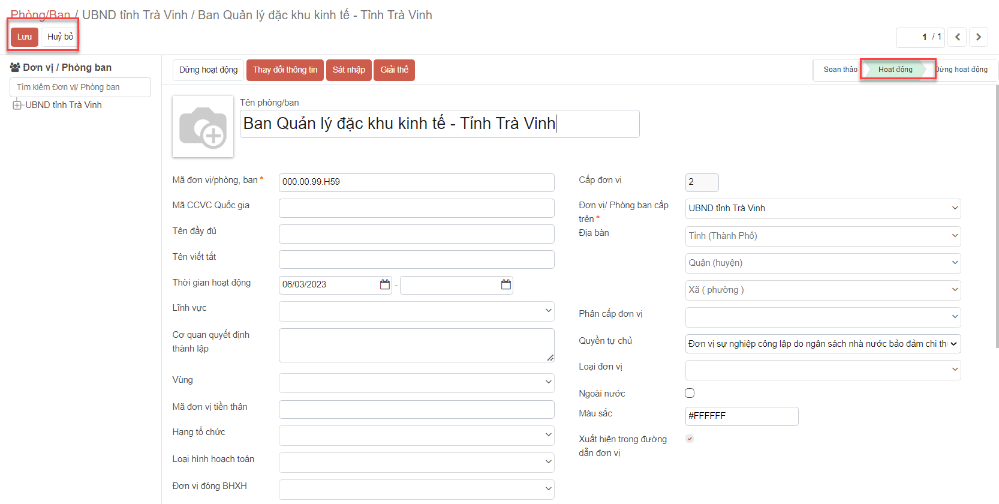 Phòng/Ban / UBND tỉnh Trà Vinh / Ban Quản lý đặc khu kinh tế - Tỉnh Trà Vinh
Lưu Huỷ bỏ
1 / 1
Đơn vị / Phòng ban
Tìm kiếm Đơn vị/ Phòng ban
UBND tỉnh Trà Vinh
Dừng hoạt động Thay đổi thông tin Sát nhập Giải thể
Soạn thảo Hoạt động Dừng hoạt động
Tên phòng/ban
Ban Quản lý đặc khu kinh tế - Tỉnh Trà Vinh
Mã đơn vị/phòng, ban * 000.00.99.H59
Mã CCVC Quốc gia
Tên đầy đủ
Tên viết tắt
Thời gian hoạt động 06/03/2023 -
Lĩnh vực
Cơ quan quyết định
thành lập
Vùng
Mã đơn vị tiền thân
Hạng tổ chức
Loại hình hoạch toán
Đơn vị đóng BHXH
Cấp đơn vị 2
Đơn vị/ Phòng ban cấp
trên *
UBND tỉnh Trà Vinh
Địa bàn Tỉnh (Thành Phố)
Quận (huyện)
Xã ( phường )
Phân cấp đơn vị
Quyền tự chủ Đơn vị sự nghiệp công lập do ngân sách nhà nước bảo đảm chi thư
Loại đơn vị
Ngoài nước
Màu sắc #FFFFFF
Xuất hiện trong đường
dẫn đơn vị